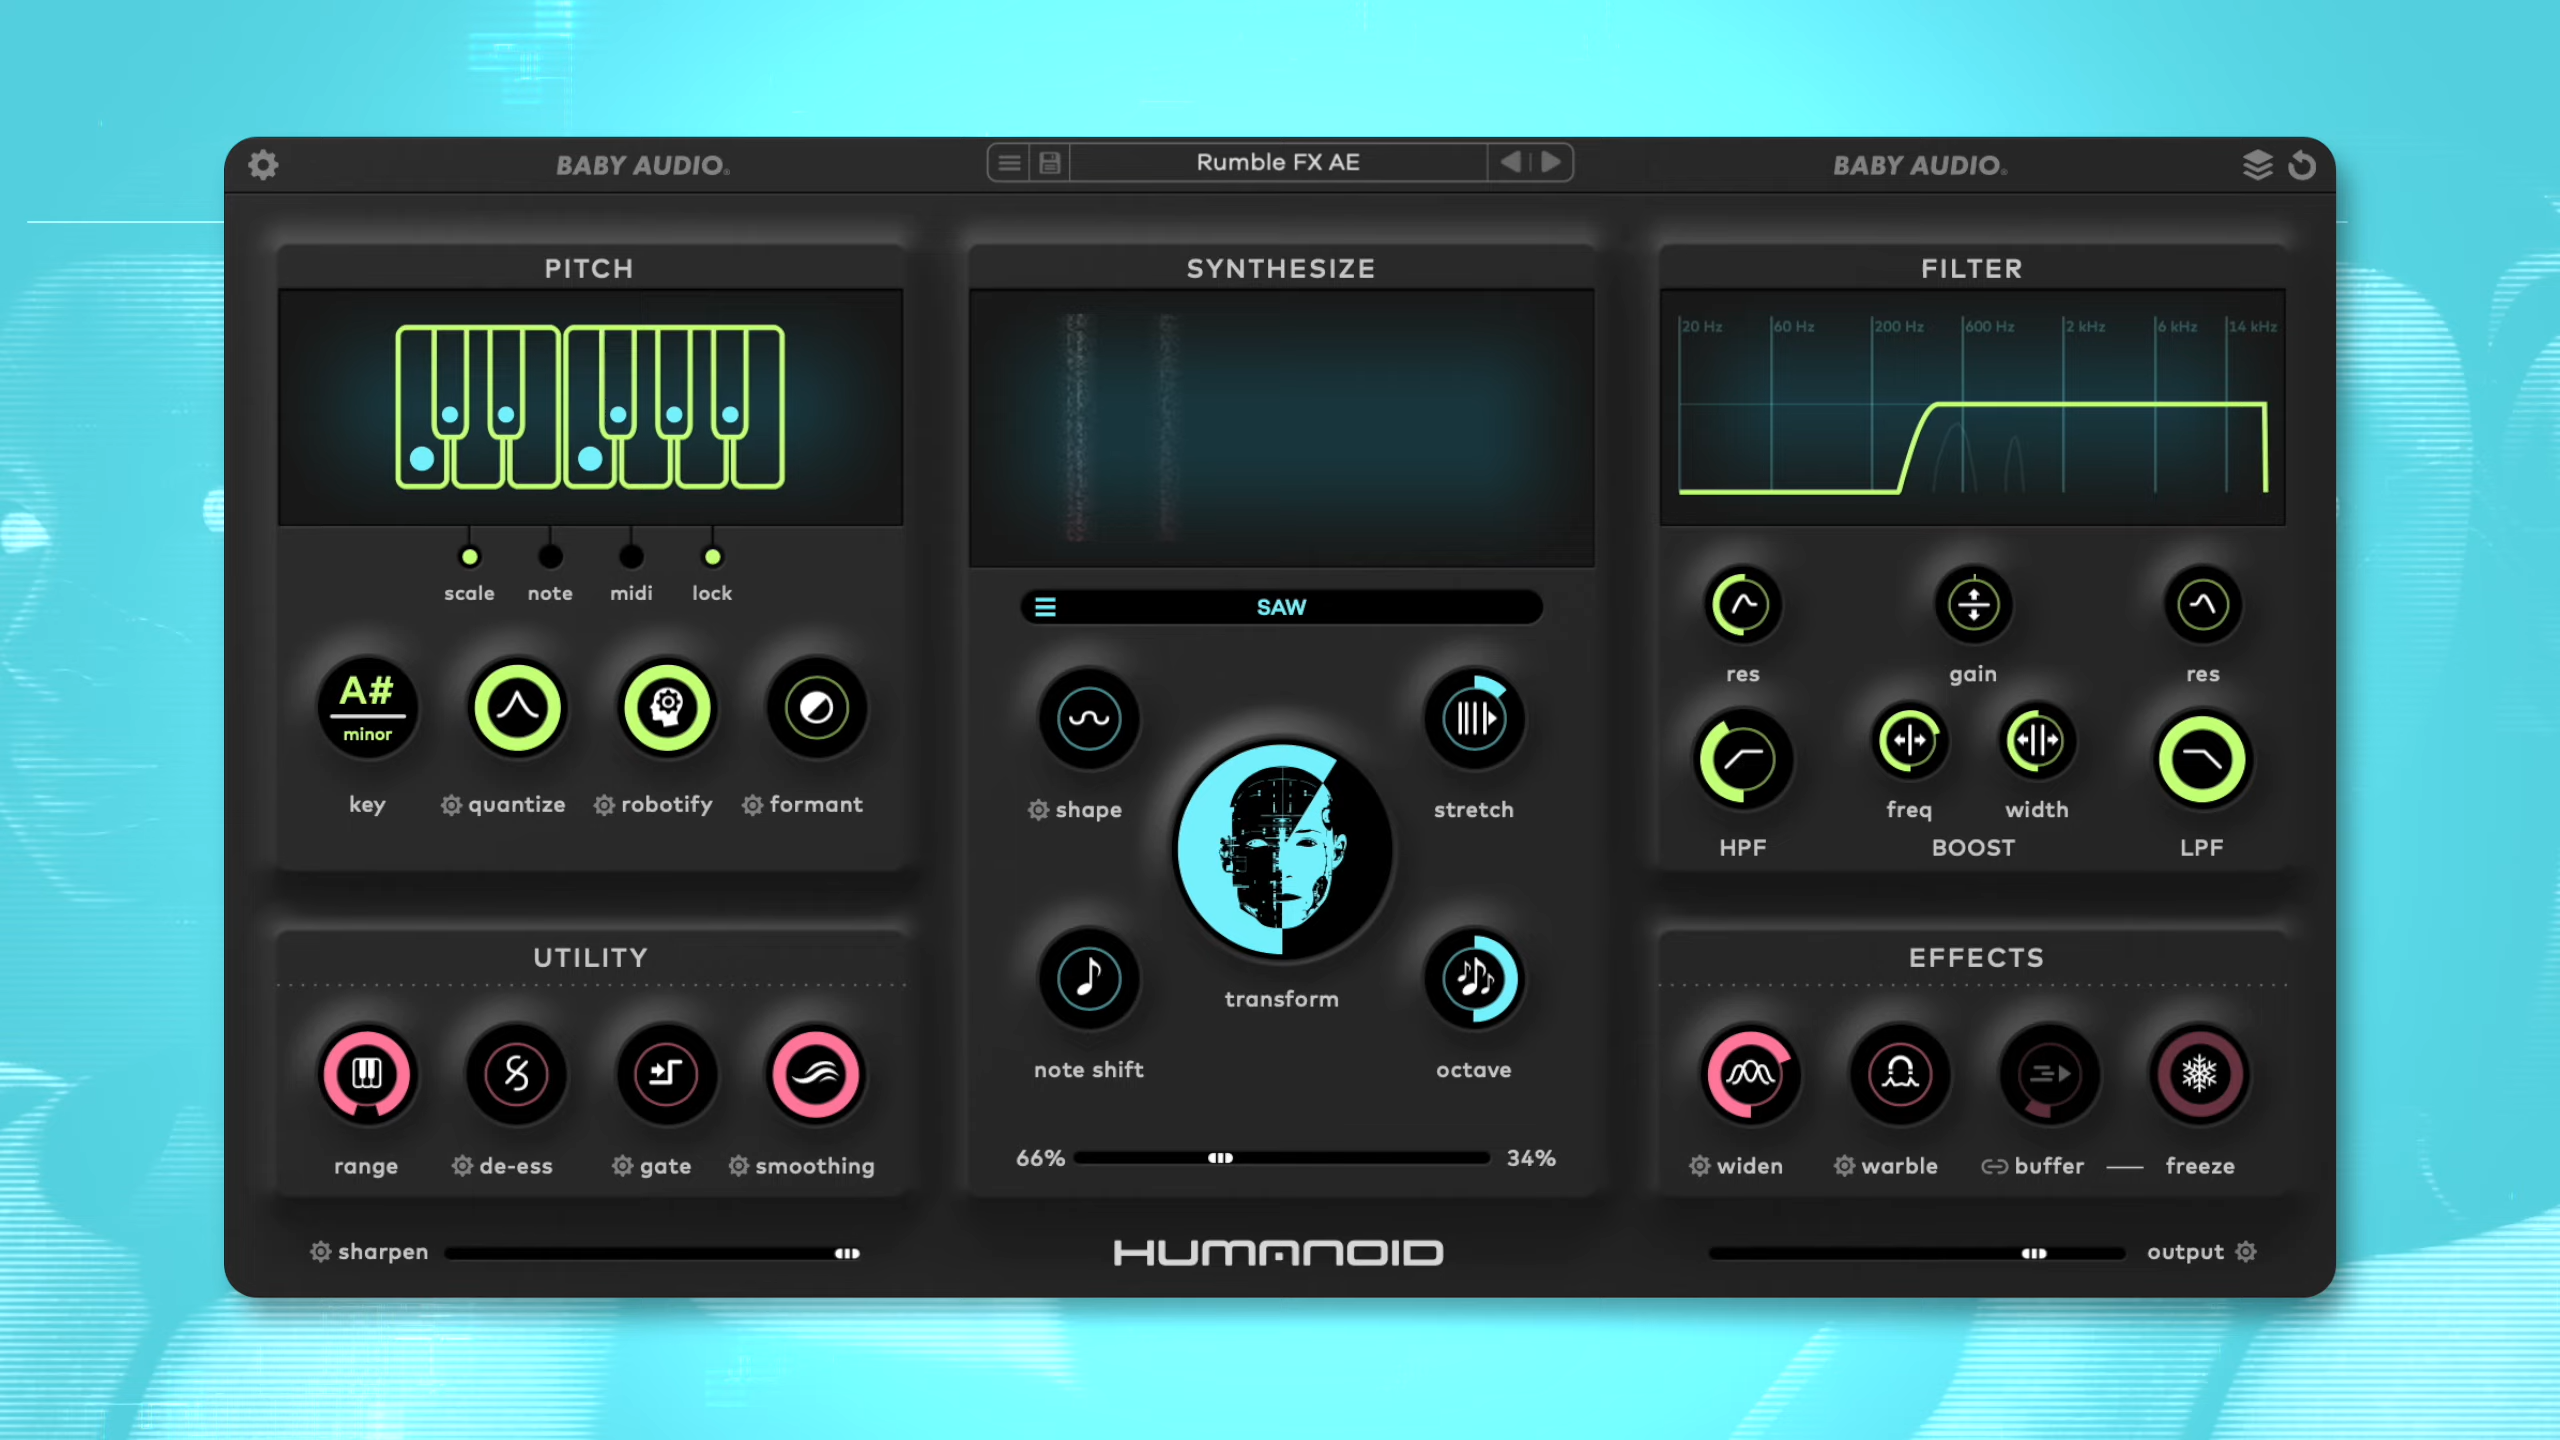 BABY AUDIO®
Rumble FX AE
BABY AUDIO®
PITCH
scale note midi lock
A#
minor
key quantize robotify formant
UTILITY
range de-ess gate smoothing
sharpen
SYNTHESIZE
SAW
shape stretch
transform
note shift octave
66% 34%
HUMANOID
FILTER
20 Hz 60 Hz 200 Hz 600 Hz 2 kHz 6 kHz 14 kHz
res gain res
freq width
HPF BOOST LPF
EFFECTS
widen warble buffer freeze
output